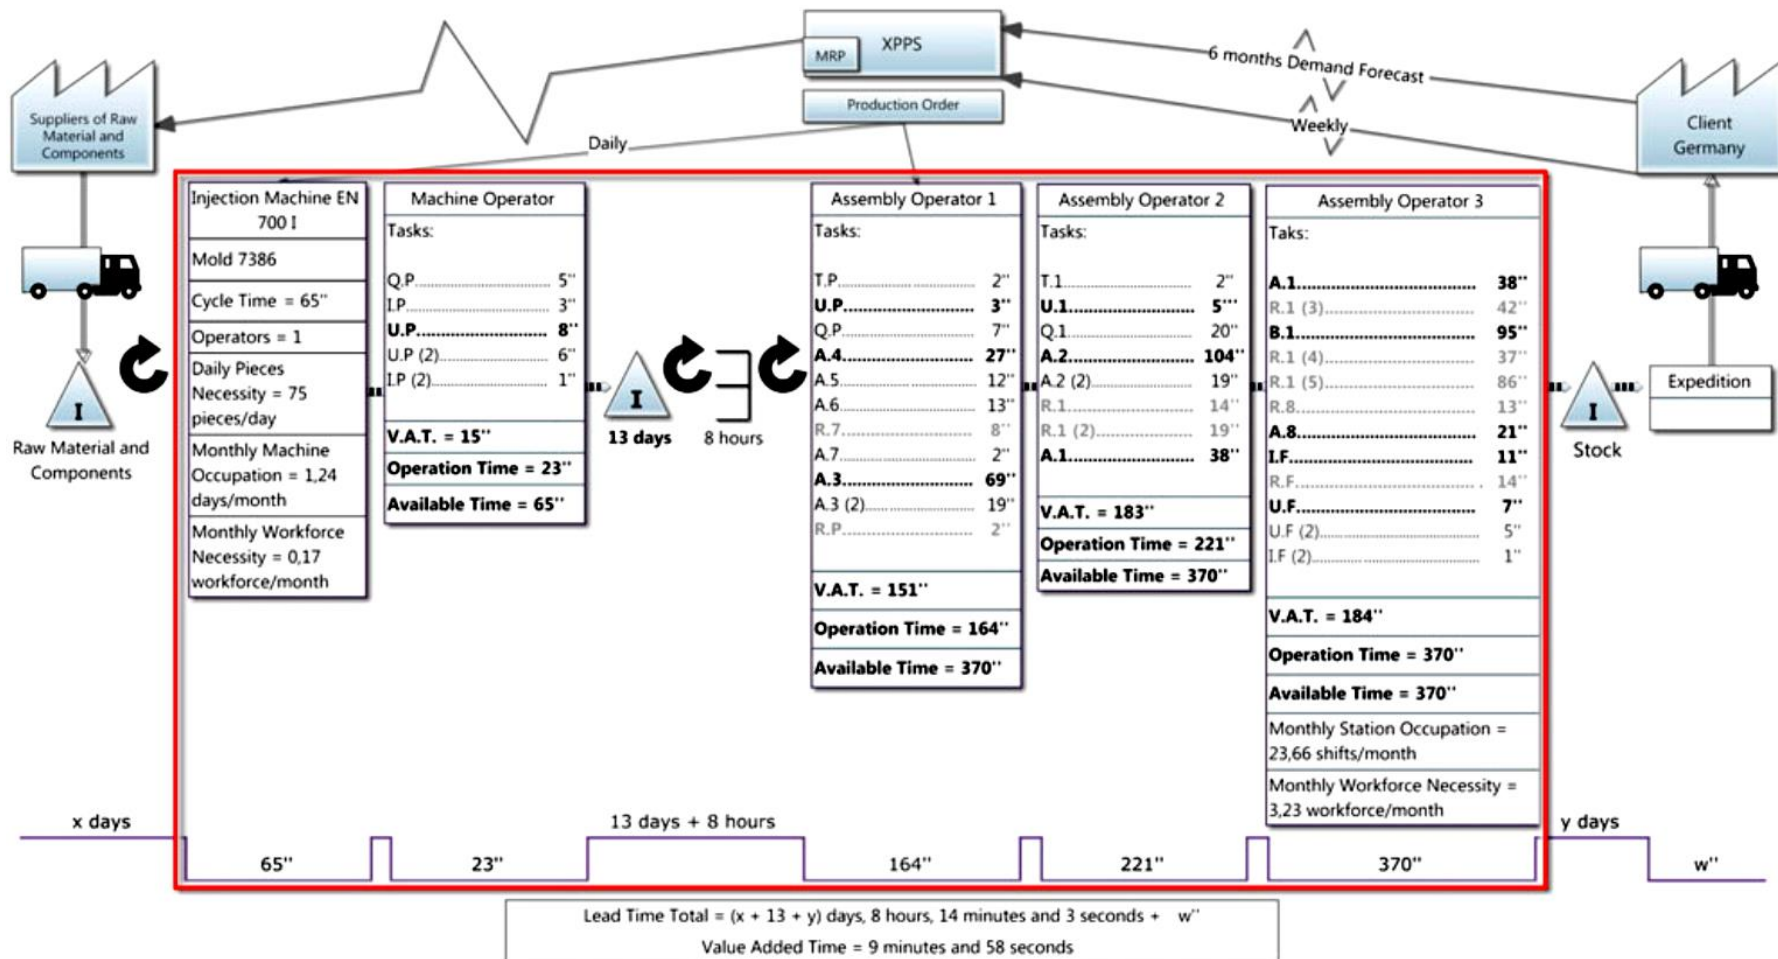 XPPS
MRP
Production Order
6 months Demand Forecast
Weekly
Daily
Suppliers of Raw
Material and
Components
Client
Germany
Injection Machine EN
700 I
Mold 7386
Cycle Time = 65''
Operators = 1
Daily Pieces
Necessity = 75
pieces/day
Monthly Machine
Occupation = 1,24
days/month
Monthly Workforce
Necessity = 0,17
workforce/month
Machine Operator
Tasks:
Q.P............................ 5''
I.P............................ 3''
U.P............................ 8''
U.P (2)........................ 6''
I.P (2)........................ 1''
V.A.T. = 15''
Operation Time = 23''
Available Time = 65''
Assembly Operator 1
Tasks:
T.P............................ 2''
U.P............................ 3''
Q.P............................ 7''
A.4............................ 27''
A.5............................ 12''
A.6............................ 13''
R.7............................ 8''
A.7............................ 2''
A.3............................ 69''
A.3 (2)........................ 19''
R.P............................ 2''
V.A.T. = 151''
Operation Time = 164''
Available Time = 370''
Assembly Operator 2
Tasks:
T.1............................ 2''
U.1............................ 5'''
Q.1............................ 20''
A.2............................ 104''
A.2 (2)........................ 19''
R.1............................ 14''
R.1 (2)........................ 19''
A.1............................ 38''
V.A.T. = 183''
Operation Time = 221''
Available Time = 370''
Assembly Operator 3
Taks:
A.1............................ 38''
R.1 (3)........................ 42''
B.1............................ 95''
R.1 (4)........................ 37''
R.1 (5)........................ 86''
R.8............................ 13''
A.8............................ 21''
I.F............................ 11''
R.F............................ 14''
U.F............................ 7''
U.F (2)........................ 5''
I.F (2)........................ 1''
V.A.T. = 184''
Operation Time = 370''
Available Time = 370''
Monthly Station Occupation =
23,66 shifts/month
Monthly Workforce Necessity =
3,23 workforce/month
I
Raw Material and
Components
I
13 days
8 hours
I
Stock
Expedition
x days
65''
23''
13 days + 8 hours
164''
221''
370''
y days
w''
Lead Time Total = (x + 13 + y) days, 8 hours, 14 minutes and 3 seconds + w''
Value Added Time = 9 minutes and 58 seconds